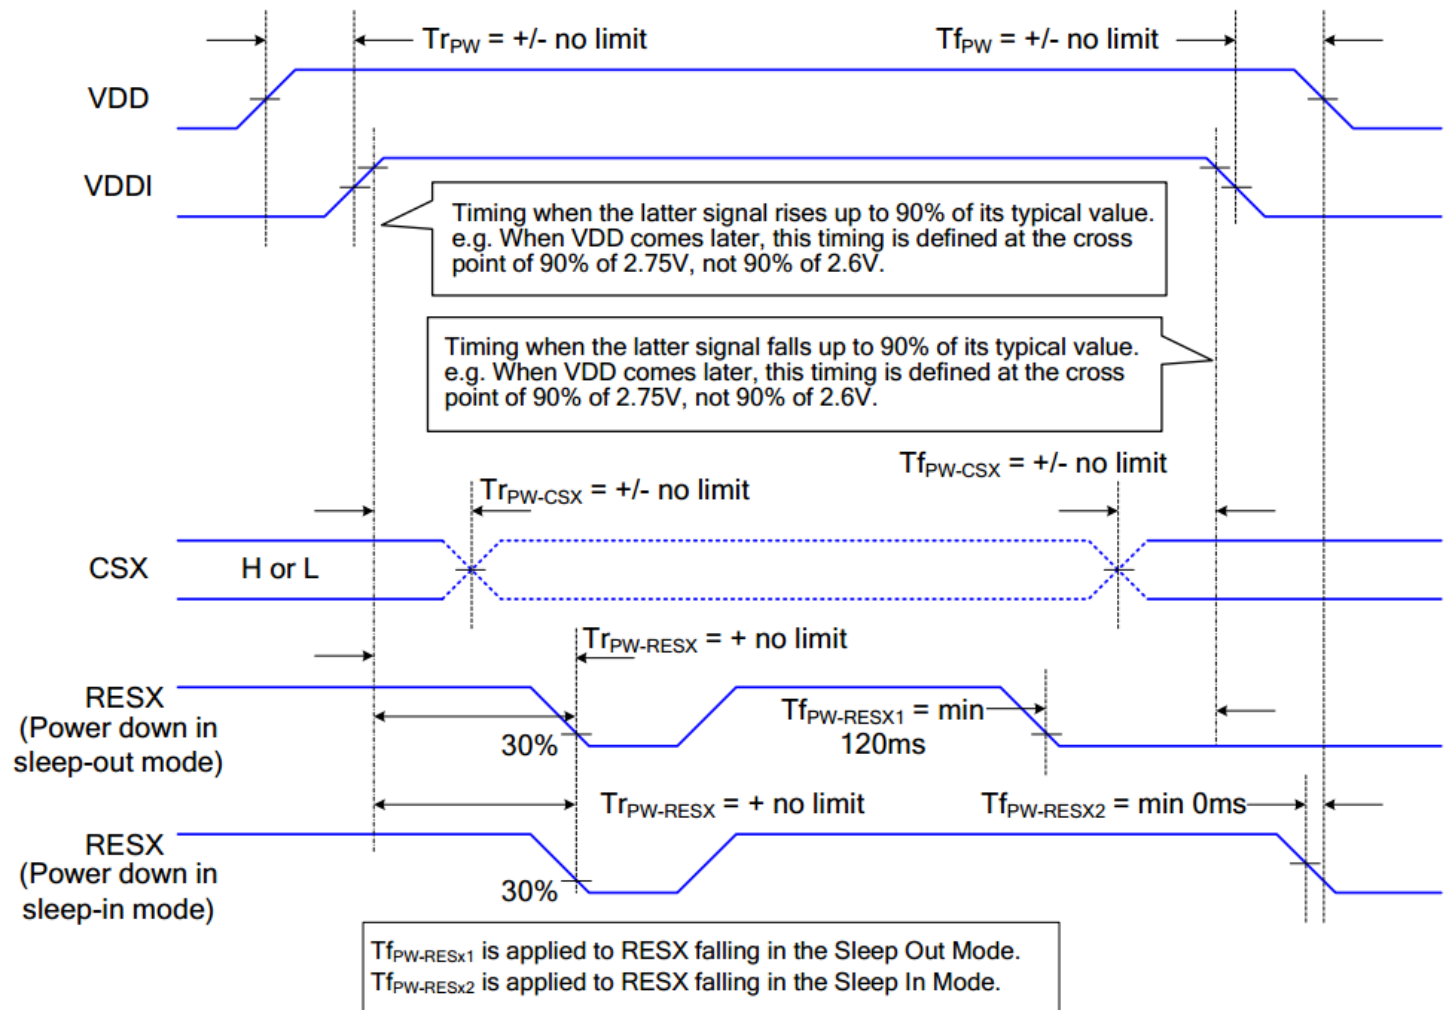 TrPW = +/- no limit
TfPW = +/- no limit
VDD
VDDI
Timing when the latter signal rises up to 90% of its typical value.
e.g. When VDD comes later, this timing is defined at the cross
point of 90% of 2.75V, not 90% of 2.6V.
Timing when the latter signal falls up to 90% of its typical value.
e.g. When VDD comes later, this timing is defined at the cross
point of 90% of 2.75V, not 90% of 2.6V.
TfPW-CSX = +/- no limit
TrPW-CSX = +/- no limit
CSX
H or L
TrPW-RESX = + no limit
RESX
(Power down in
sleep-out mode)
30%
TfPW-RESX1 = min
120ms
TrPW-RESX = + no limit
TfPW-RESX2 = min 0ms
RESX
(Power down in
sleep-in mode)
30%
TfPW-RESx1 is applied to RESX falling in the Sleep Out Mode.
TfPW-RESx2 is applied to RESX falling in the Sleep In Mode.